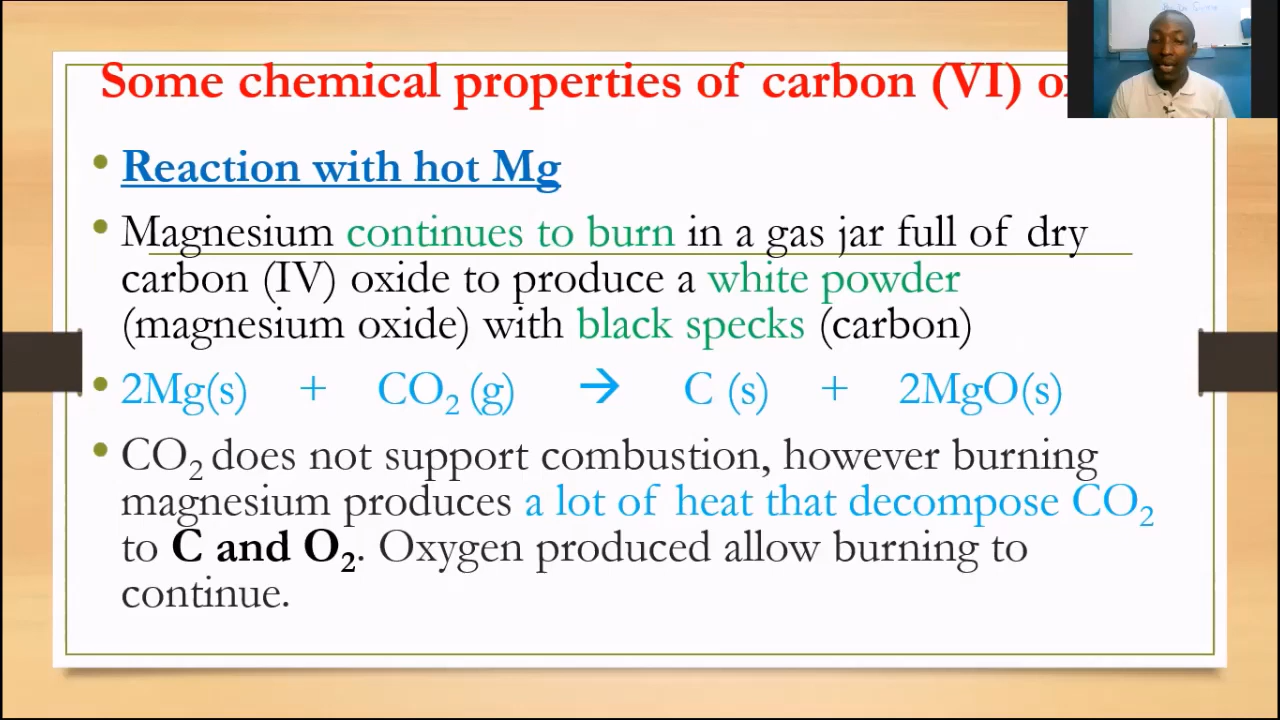 Some chemical properties of carbon (VI)
• Reaction with hot Mg
• Magnesium continues to burn in a gas jar full of dry
carbon (IV) oxide to produce a white powder
(magnesium oxide) with black specks (carbon)
• 2Mg(s) + CO₂ (g) → C (s) + 2MgO(s)
• CO₂ does not support combustion, however burning
magnesium produces a lot of heat that decompose CO₂
to C and O₂. Oxygen produced allow burning to
continue.